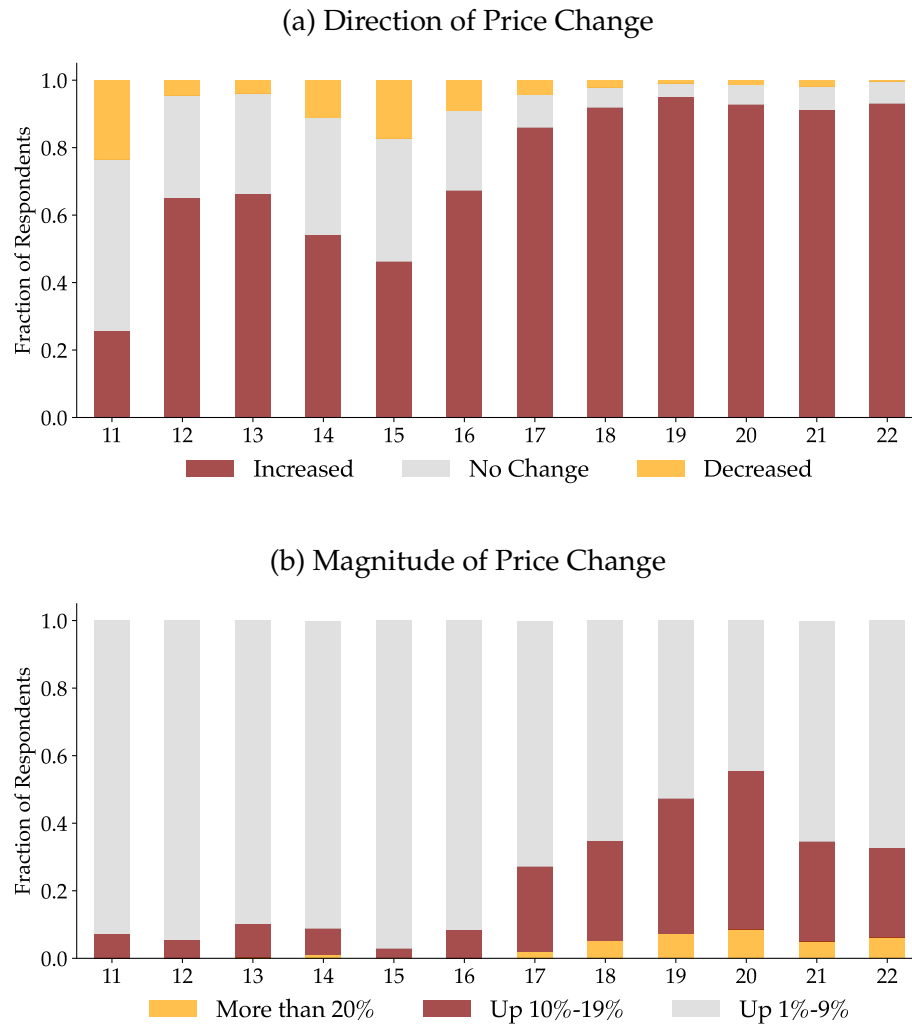 (a) Direction of Price Change
Fraction of Respondents
1.0
0.8
0.6
0.4
0.2
0.0
11 12 13 14 15 16 17 18 19 20 21 22
Increased No Change Decreased
(b) Magnitude of Price Change
Fraction of Respondents
1.0
0.8
0.6
0.4
0.2
0.0
11 12 13 14 15 16 17 18 19 20 21 22
More than 20% Up 10%-19% Up 1%-9%